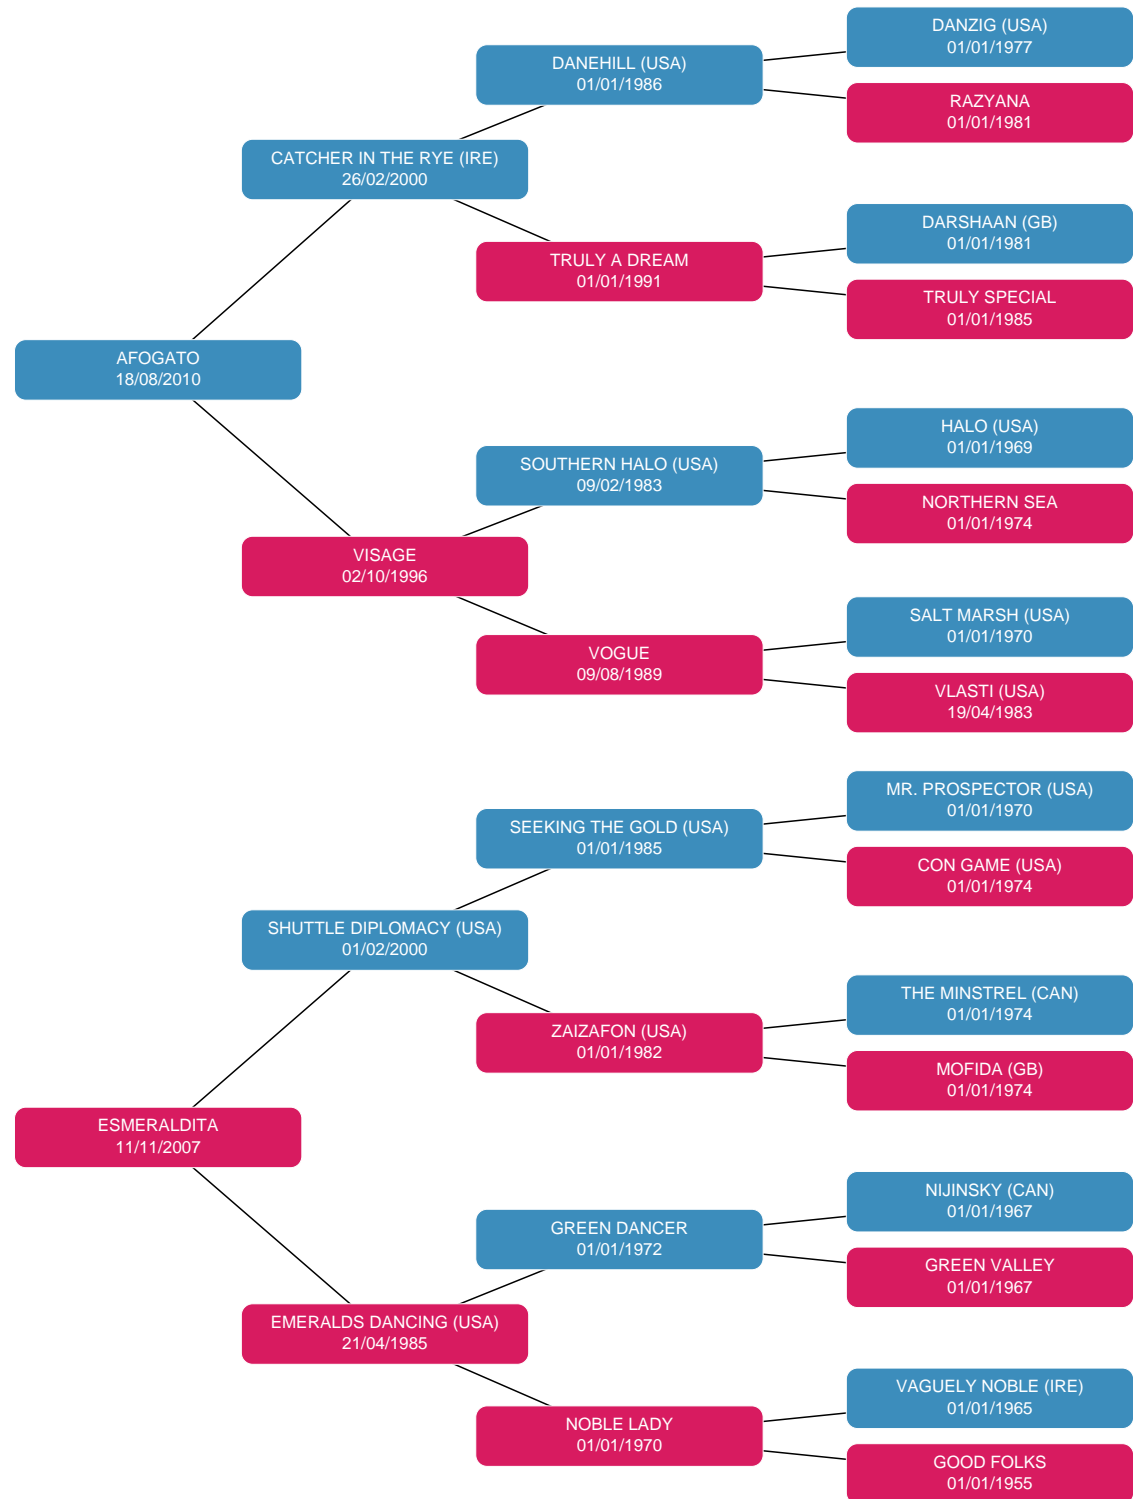 DANZIG (USA)
01/01/1977
DANEHILL (USA)
01/01/1986
RAZYANA
01/01/1981
CATCHER IN THE RYE (IRE)
26/02/2000
DARSHAAN (GB)
01/01/1981
TRULY A DREAM
01/01/1991
TRULY SPECIAL
01/01/1985
AFOGATO
18/08/2010
HALO (USA)
01/01/1969
SOUTHERN HALO (USA)
09/02/1983
NORTHERN SEA
01/01/1974
VISAGE
02/10/1996
SALT MARSH (USA)
01/01/1970
VOGUE
09/08/1989
VLASTI (USA)
19/04/1983
MR. PROSPECTOR (USA)
01/01/1970
SEEKING THE GOLD (USA)
01/01/1985
CON GAME (USA)
01/01/1974
SHUTTLE DIPLOMACY (USA)
01/02/2000
THE MINSTREL (CAN)
01/01/1974
ZAIZAFON (USA)
01/01/1982
MOFIDA (GB)
01/01/1974
ESMERALDITA
11/11/2007
NIJINSKY (CAN)
01/01/1967
GREEN DANCER
01/01/1972
GREEN VALLEY
01/01/1967
EMERALDS DANCING (USA)
21/04/1985
VAGUELY NOBLE (IRE)
01/01/1965
NOBLE LADY
01/01/1970
GOOD FOLKS
01/01/1955